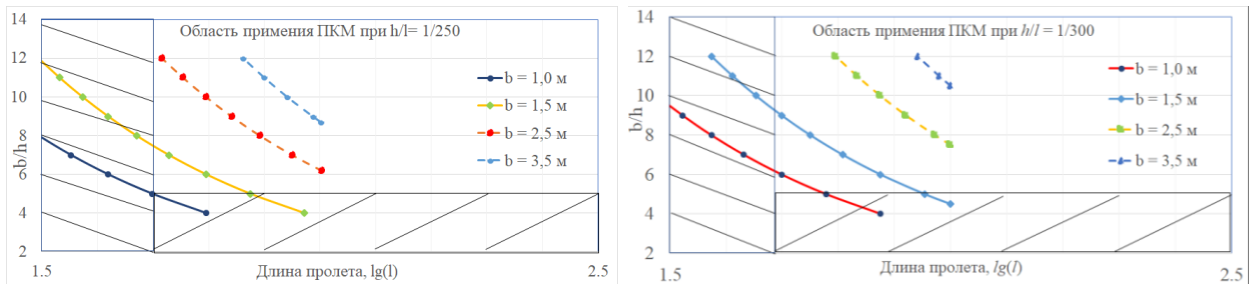 Область примения ПКМ при h/l= 1/250
14
12
10
8
6
4
2
b/h
b = 1,0 м
b = 1,5 м
b = 2,5 м
b = 3,5 м
1.5
Длина пролета, lg(l)
2.5
Область примения ПКМ при h/l = 1/300
14
12
10
8
6
4
2
b/h
b = 1,0 м
b = 1,5 м
b = 2,5 м
b = 3,5 м
1.5
Длина пролета, lg(l)
2.5